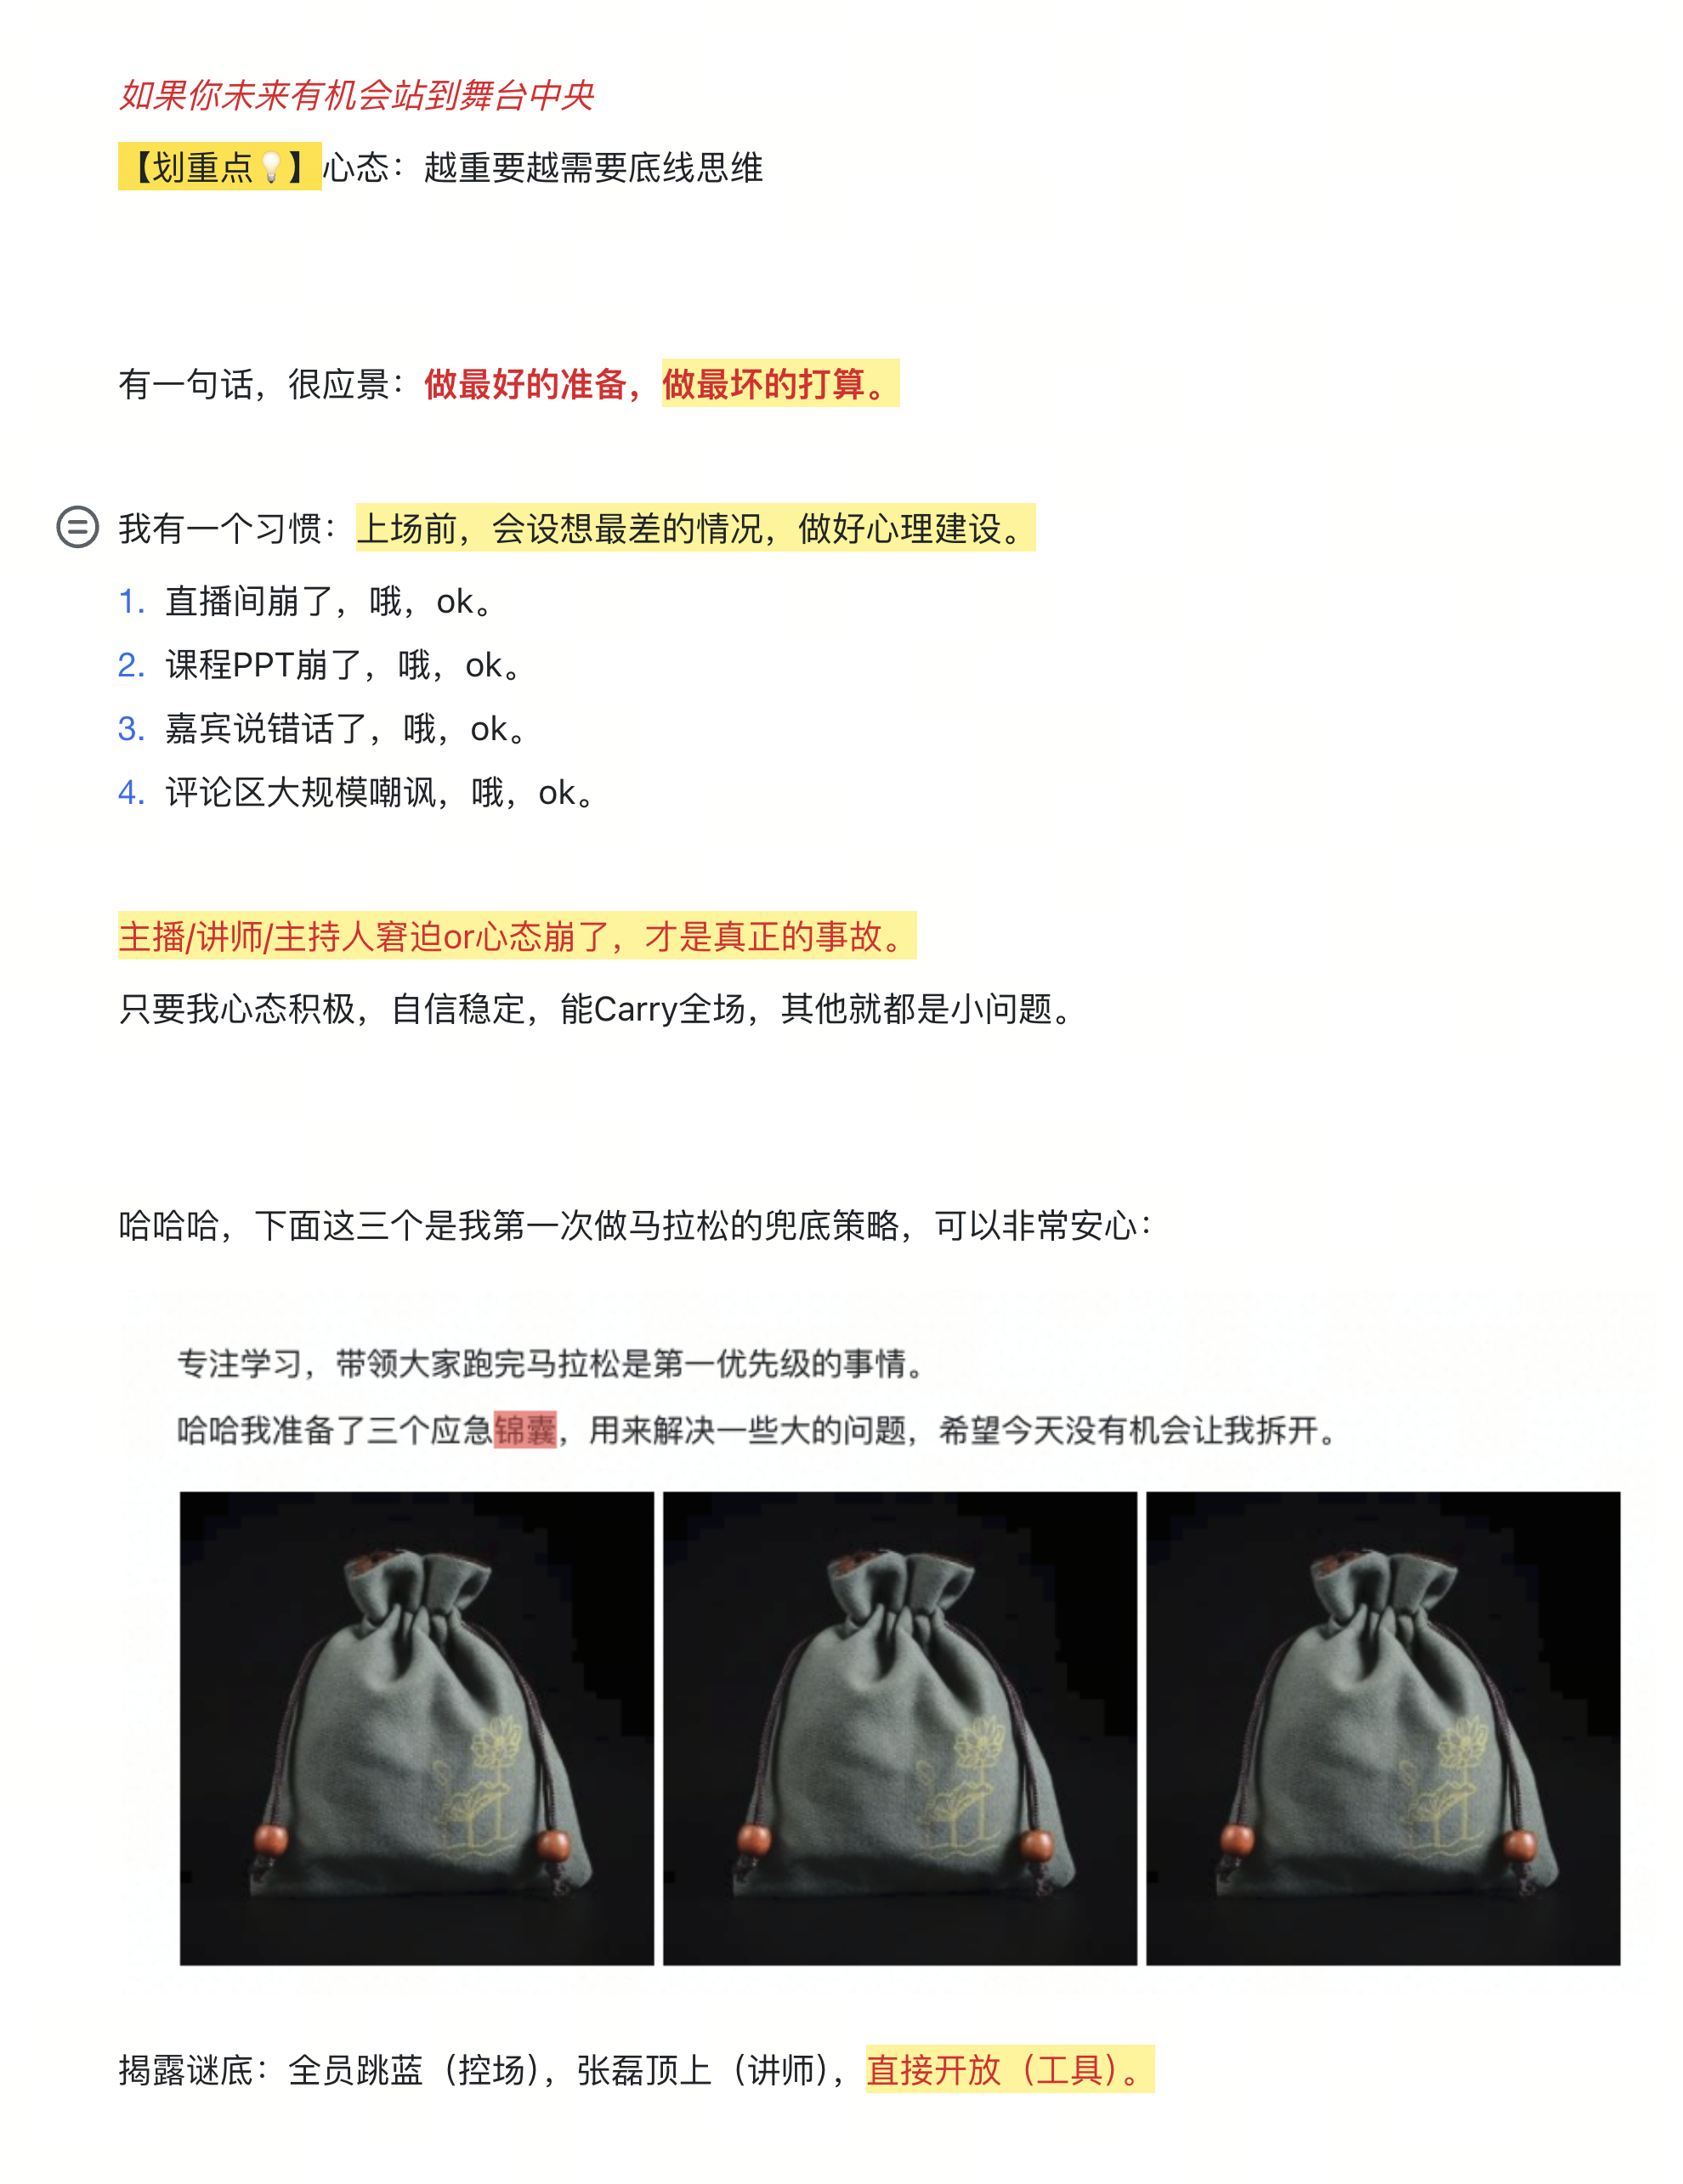 如果你未来有机会站到舞台中央
【划重点💡】心态：越重要越需要底线思维
有一句话，很应景：做最好的准备，做最坏的打算。
我有一个习惯：上场前，会设想最差的情况，做好心理建设。
1. 直播间崩了，哦，ok。
2. 课程PPT崩了，哦，ok。
3. 嘉宾说错话了，哦，ok。
4. 评论区大规模嘲讽，哦，ok。
主播/讲师/主持人窘迫or心态崩了，才是真正的事故。
只要我心态积极，自信稳定，能Carry全场，其他就都是小问题。
哈哈哈，下面这三个是我第一次做马拉松的兜底策略，可以非常安心：
专注学习，带领大家跑完马拉松是第一优先级的事情。
哈哈我准备了三个应急锦囊，用来解决一些大的问题，希望今天没有机会让我拆开。
揭露谜底：全员跳蓝（控场），张磊顶上（讲师），直接开放（工具）。